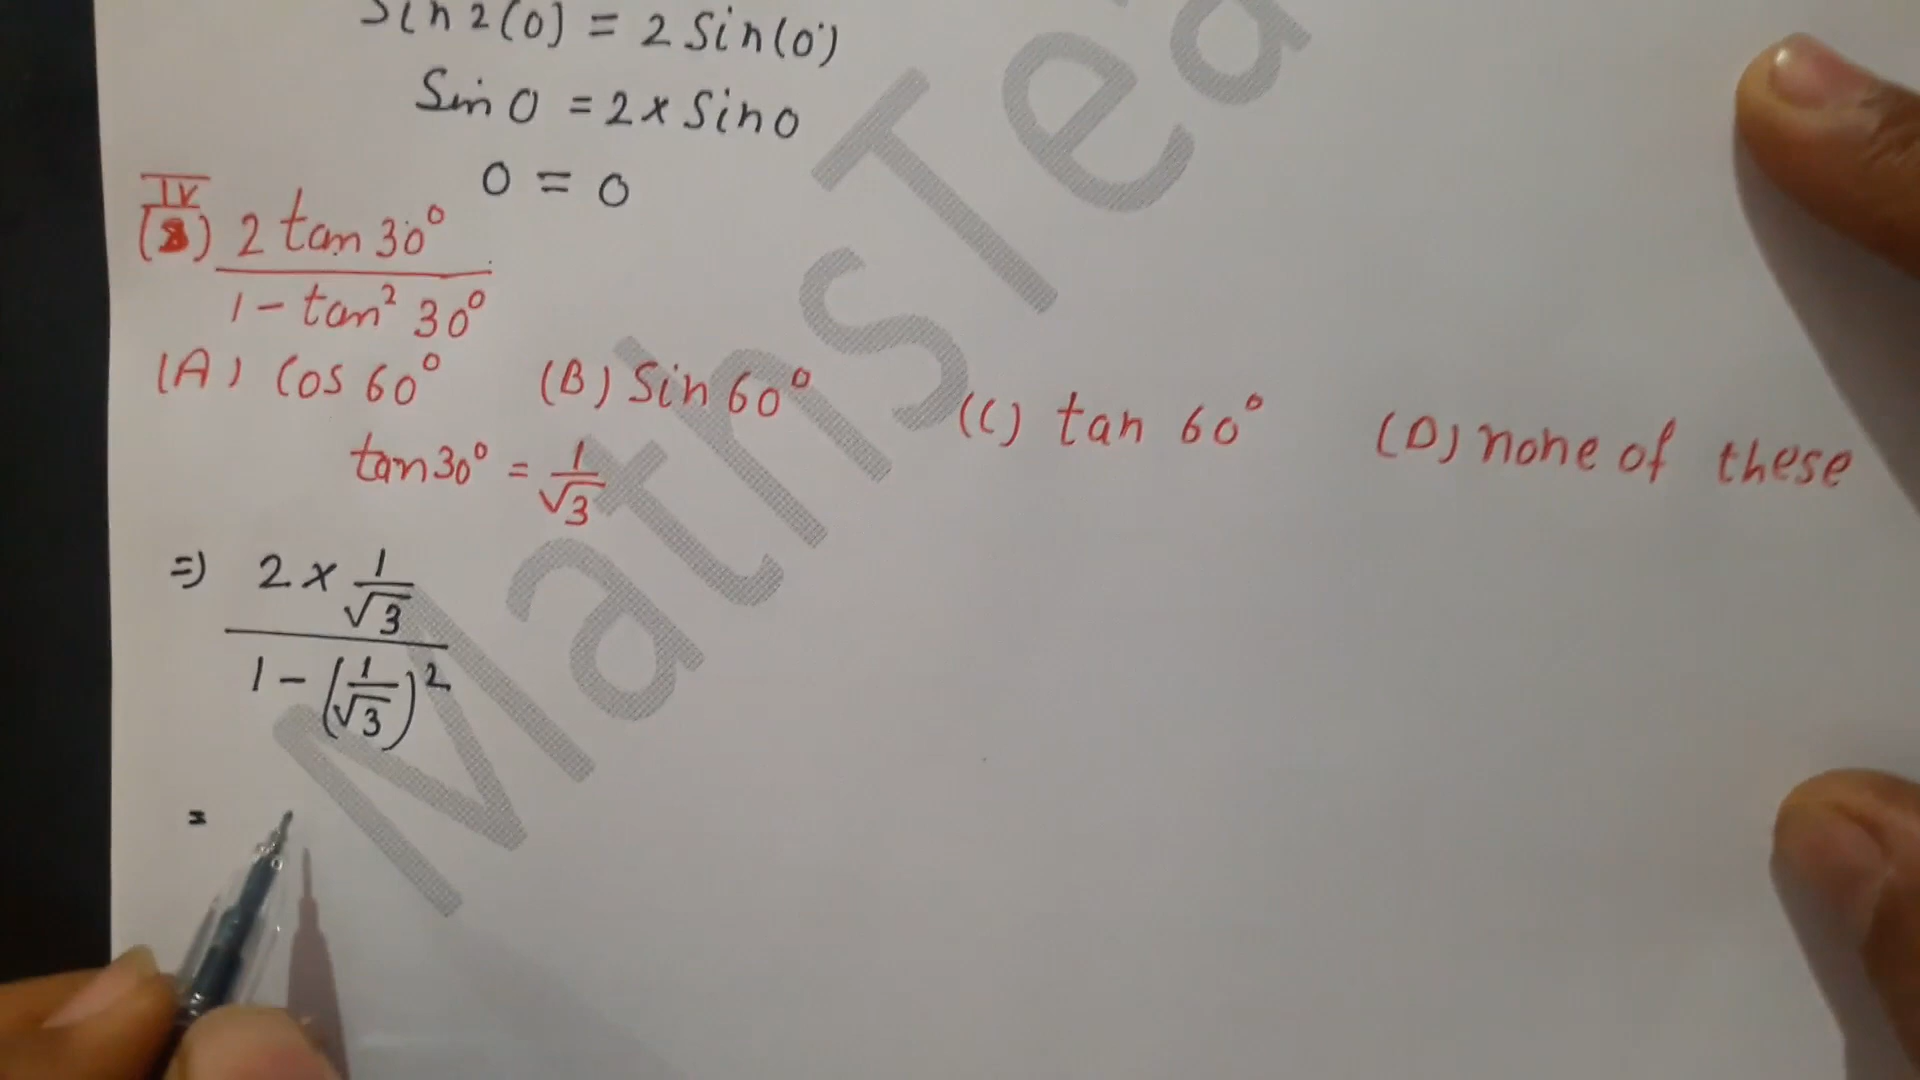 Sin 2(0) = 2 Sin(0)
Sin 0 = 2 x Sin 0
0 = 0
IV
(8) 2 tan 30°
1 - tan² 30°
(A) Cos 60° (B) Sin 60° (C) tan 60° (D) none of these
tan 30° = 1/√3
⇒ 2 x 1/√3
1 - (1/√3)²
=
MathsTea